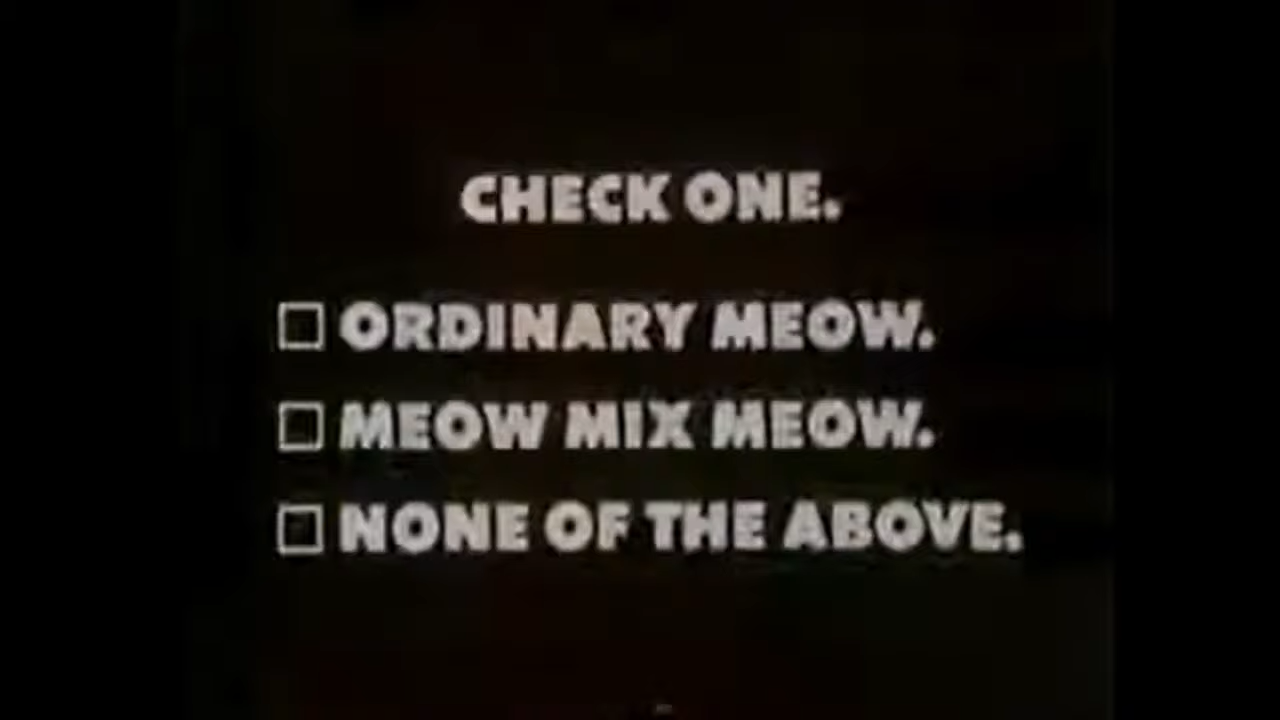 CHECK ONE.
☐ ORDINARY MEOW.
☐ MEOW MIX MEOW.
☐ NONE OF THE ABOVE.